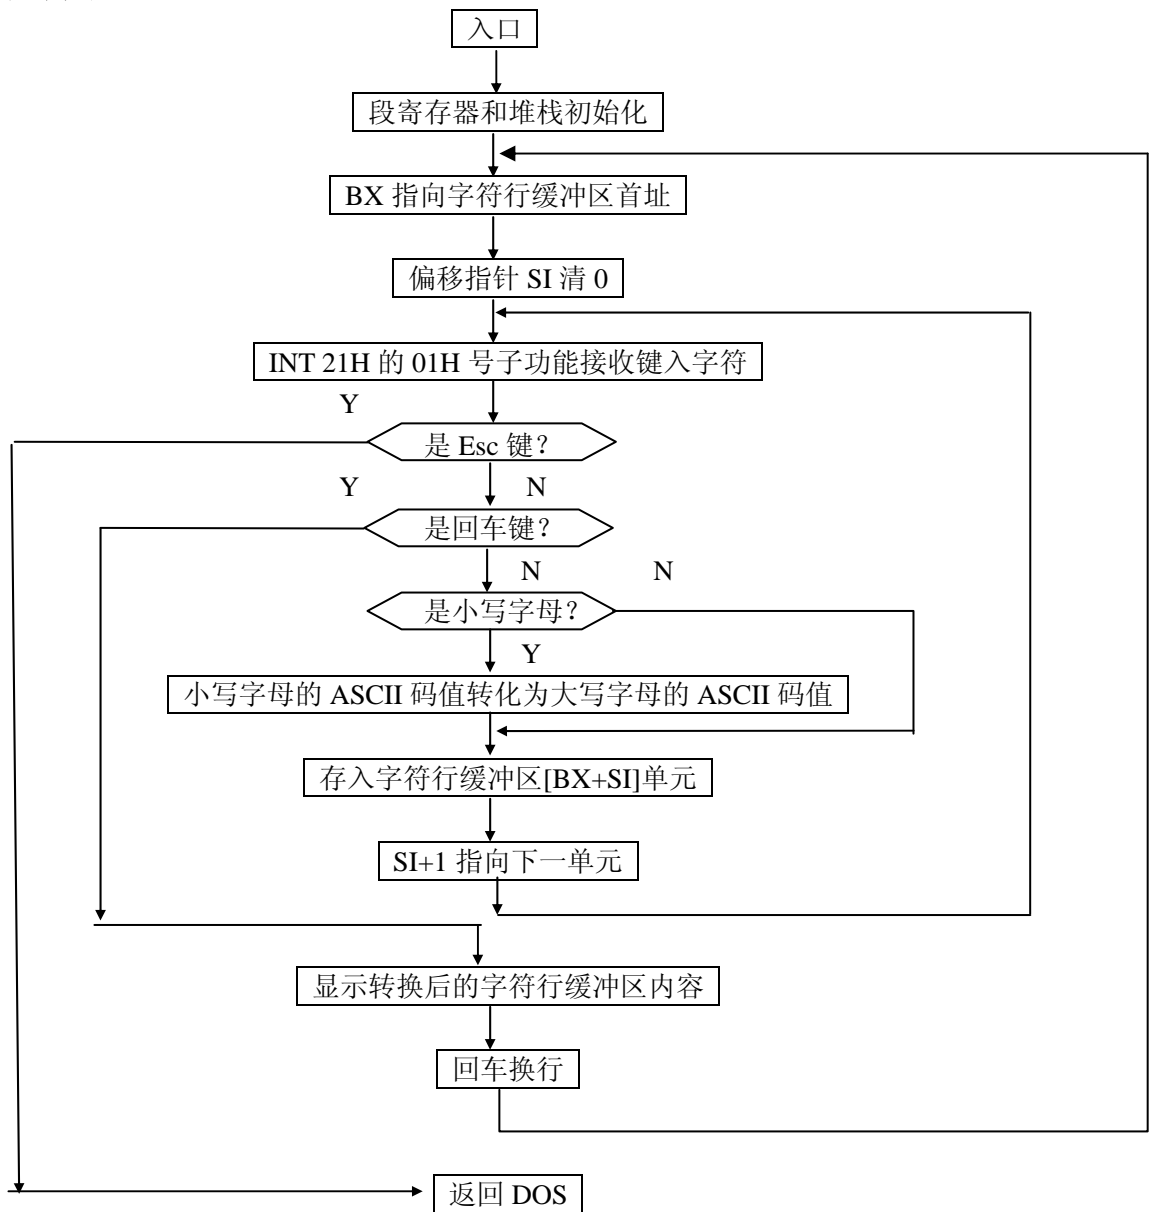 入口
段寄存器和堆栈初始化
BX 指向字符行缓冲区首址
偏移指针 SI 清 0
INT 21H 的 01H 号子功能接收键入字符
Y
是 Esc 键？
Y N
是回车键？
N N
是小写字母？
Y
小写字母的 ASCII 码值转化为大写字母的 ASCII 码值
存入字符行缓冲区[BX+SI]单元
SI+1 指向下一单元
显示转换后的字符行缓冲区内容
回车换行
返回 DOS